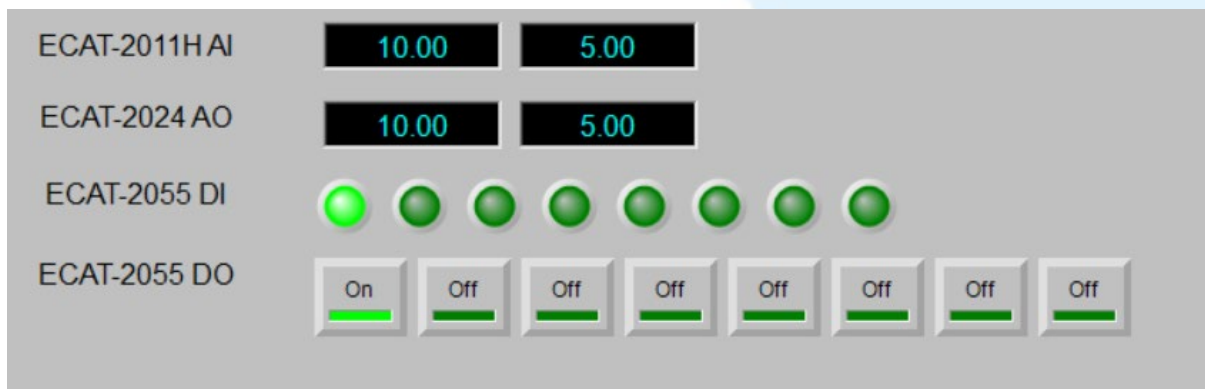 ECAT-2011H AI 10.00 5.00
ECAT-2024 AO 10.00 5.00
ECAT-2055 DI
ECAT-2055 DO On Off Off Off Off Off Off Off